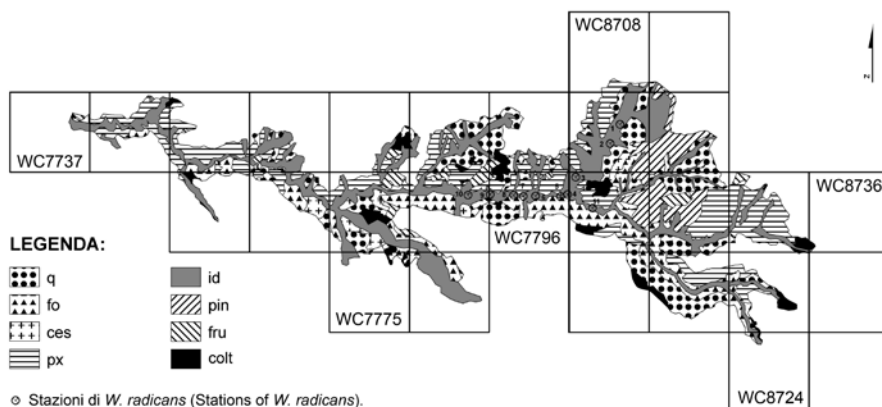 WC8708
N
WC7737
WC8736
LEGENDA:
WC7796
q
id
fo
pin
ces
fru
px
colt
WC7775
Stazioni di W. radicans (Stations of W. radicans).
WC8724